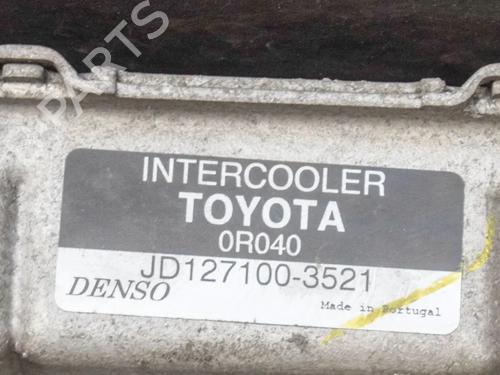 PARTS
INTERCOOLER
TOYOTA
0R040
JD127100-3521
DENSO
Made in Portugal